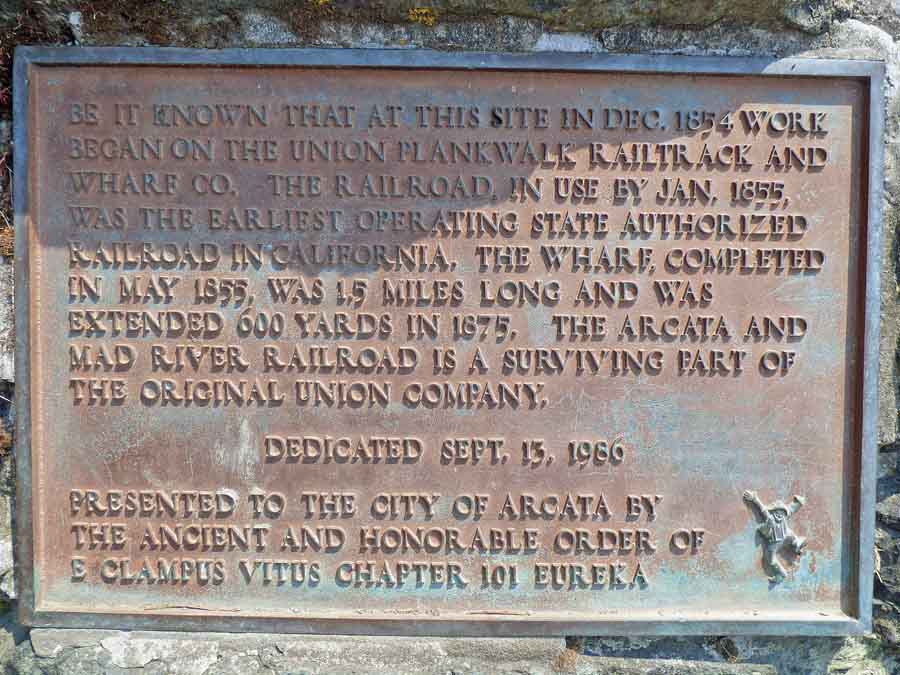 BE IT KNOWN THAT AT THIS SITE IN DEC. 1854 WORK
BEGAN ON THE UNION PLANKWALK RAILTRACK AND
WHARF CO. THE RAILROAD, IN USE BY JAN. 1855,
WAS THE EARLIEST OPERATING STATE AUTHORIZED
RAILROAD IN CALIFORNIA. THE WHARF, COMPLETED
IN MAY 1855, WAS 1.5 MILES LONG AND WAS
EXTENDED 600 YARDS IN 1875. THE ARCATA AND
MAD RIVER RAILROAD IS A SURVIVING PART OF
THE ORIGINAL UNION COMPANY.
DEDICATED SEPT. 13, 1986
PRESENTED TO THE CITY OF ARCATA BY
THE ANCIENT AND HONORABLE ORDER OF
E CLAMPUS VITUS CHAPTER 101 EUREKA